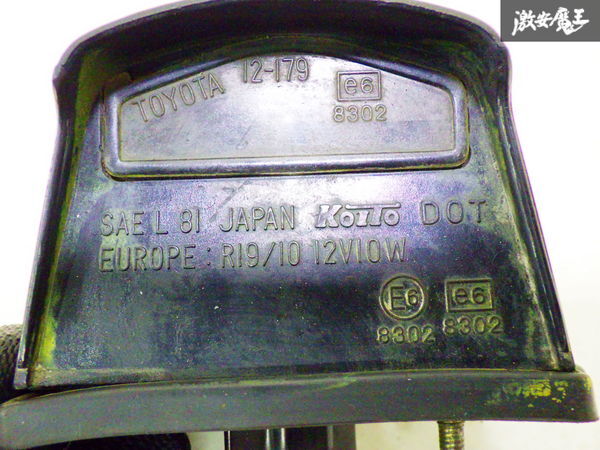 激安魔王
TOYOTA 12-179 e6
8302
SAE L 81 JAPAN KOITO DOT
EUROPE : R19/10 12V10W
E6 e6
8302 8302